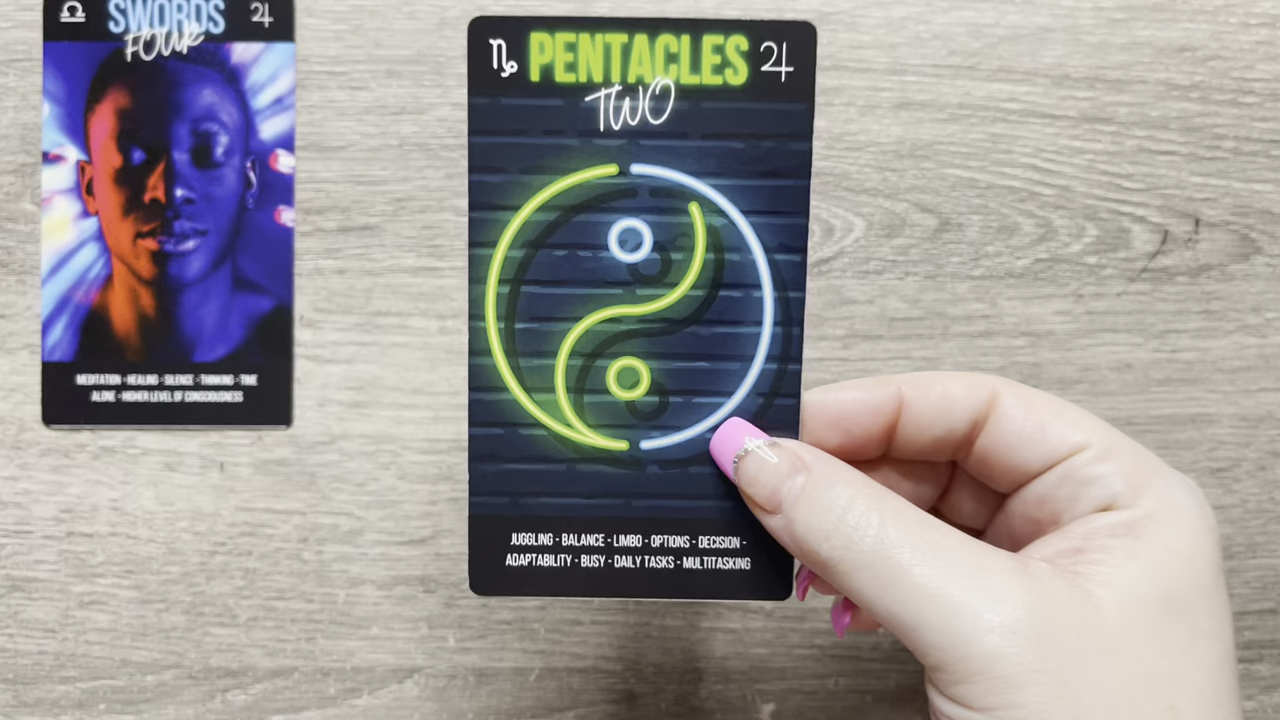 SWORDS
FOUR
MEDITATION - HEALING - SILENCE - THINKING - TIME
ALONE - HIGHER LEVEL OF CONSCIOUSNESS
PENTACLES
TWO
JUGGLING - BALANCE - LIMBO - OPTIONS - DECISION -
ADAPTABILITY - BUSY - DAILY TASKS - MULTITASKING